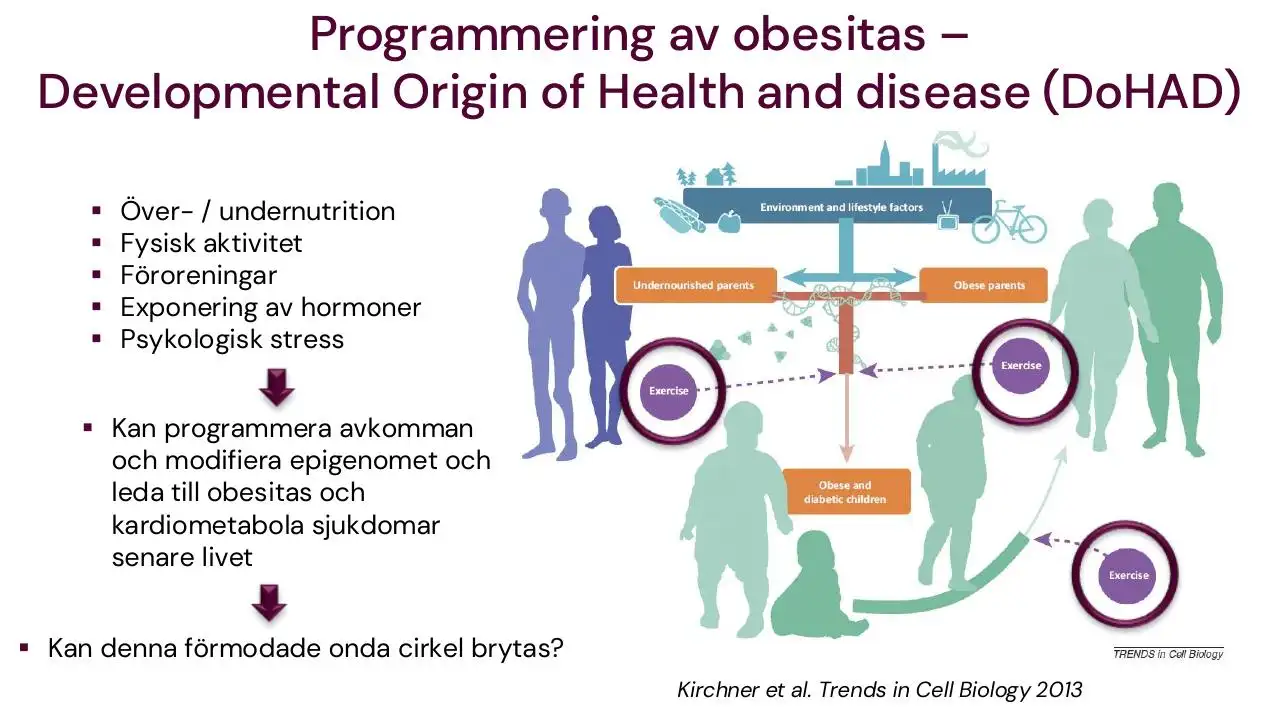 Programmering av obesitas –
Developmental Origin of Health and disease (DoHAD)
▪ Över- / undernutrition
▪ Fysisk aktivitet
▪ Föroreningar
▪ Exponering av hormoner
▪ Psykologisk stress
▪ Kan programmera avkomman
och modifiera epigenomet och
leda till obesitas och
kardiometabola sjukdomar
senare livet
▪ Kan denna förmodade onda cirkel brytas?
Environment and lifestyle factors
Undernourished parents
Obese parents
Exercise
Exercise
Obese and
diabetic children
Exercise
TRENDS in Cell Biology
Kirchner et al. Trends in Cell Biology 2013